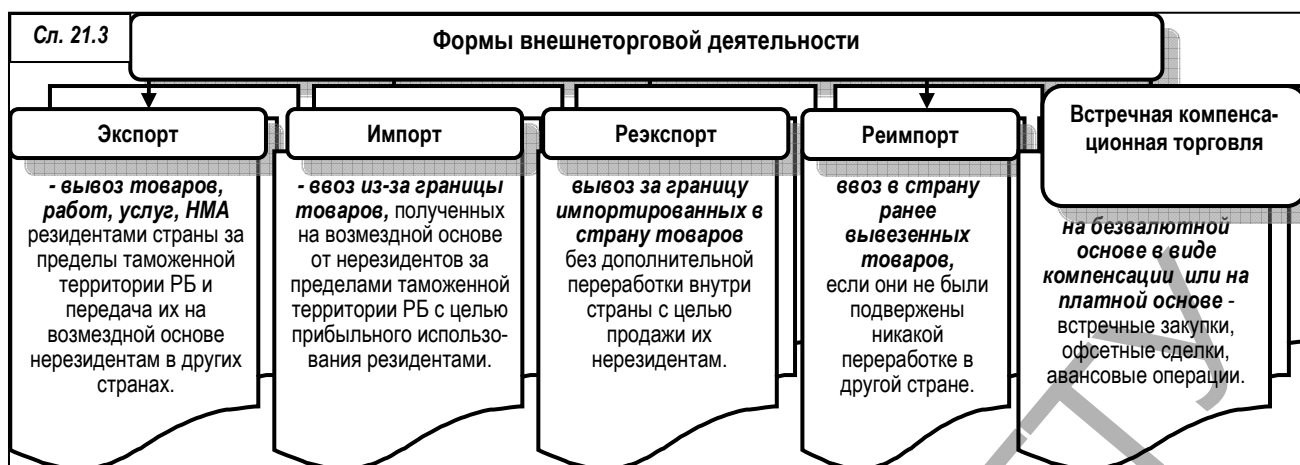 Сл. 21.3
Формы внешнеторговой деятельности
Экспорт
- вывоз товаров,
работ, услуг, НМА
резидентами страны за
пределы таможенной
территории РБ и
передача их на
возмездной основе
нерезидентам в других
странах.
Импорт
- ввоз из-за границы
товаров, полученных
на возмездной основе
от нерезидентов за
пределами таможенной
территории РБ с целью
прибыльного использо-
вания резидентами.
Реэкспорт
вывоз за границу
импортированных в
страну товаров
без дополнительной
переработки внутри
страны с целью
продажи их
нерезидентам.
Реимпорт
ввоз в страну
ранее
вывезенных
товаров,
если они не были
подвержены
никакой
переработке в
другой стране.
Встречная компенса-
ционная торговля
на безвалютной
основе в виде
компенсации или на
платной основе -
встречные закупки,
офсетные сделки,
авансовые операции.